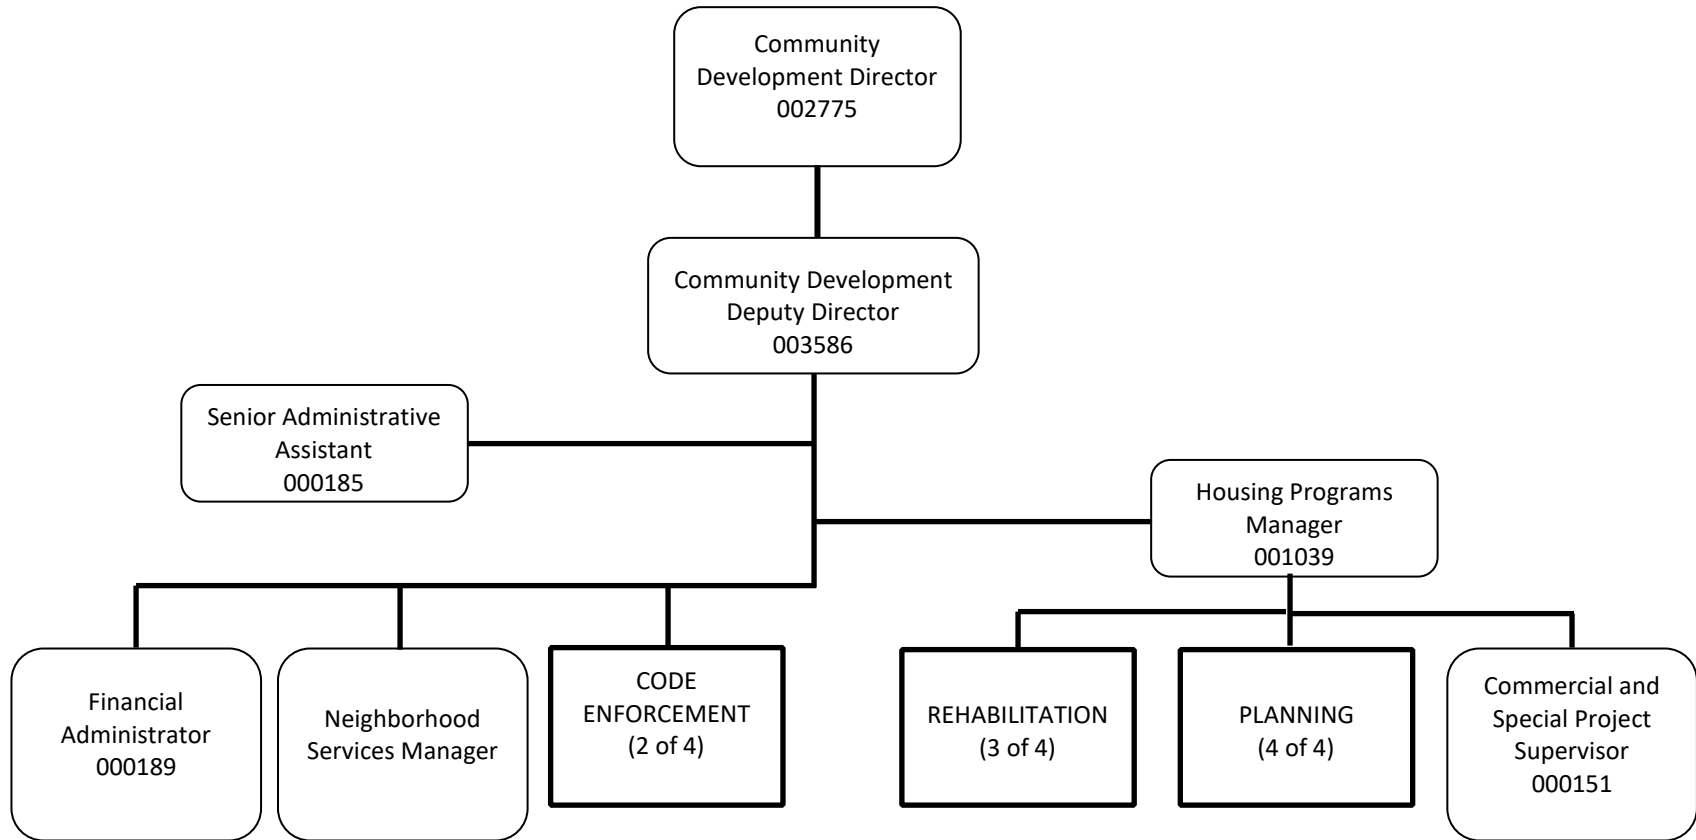 Community
Development Director
002775
Community Development
Deputy Director
003586
Senior Administrative
Assistant
000185
Housing Programs
Manager
001039
Financial
Administrator
000189
Neighborhood
Services Manager
CODE
ENFORCEMENT
(2 of 4)
REHABILITATION
(3 of 4)
PLANNING
(4 of 4)
Commercial and
Special Project
Supervisor
000151